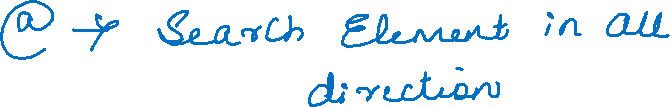 @ → Search Element in all
direction